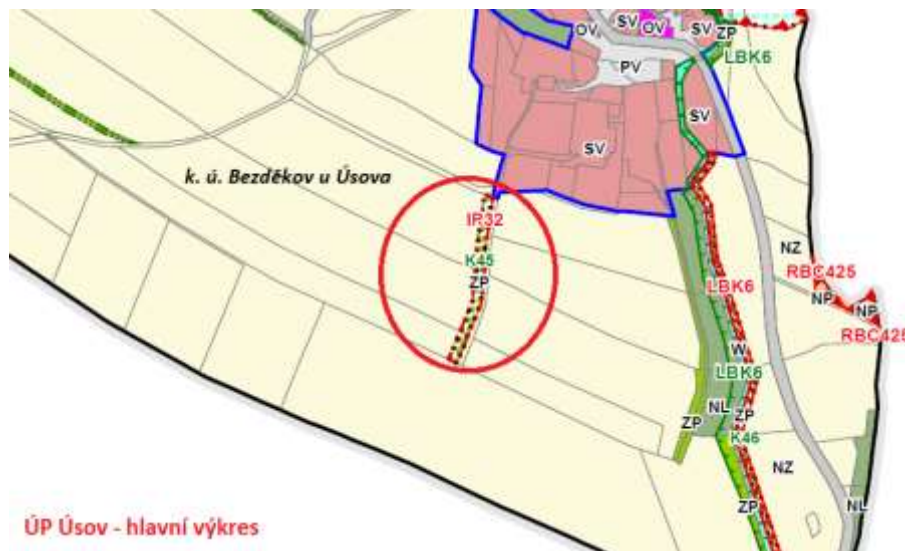 OV
SV
OV
SV
ZP
LBK6
PV
SV
SV
k. ú. Bezděkov u Úsova
IR32
K45
ZP
NZ
RBC425
NP
NP
RBC425
LBK6
W
LBK6
ZP
NL
ZP
K46
NZ
ZP
NL
ÚP Úsov - hlavní výkres